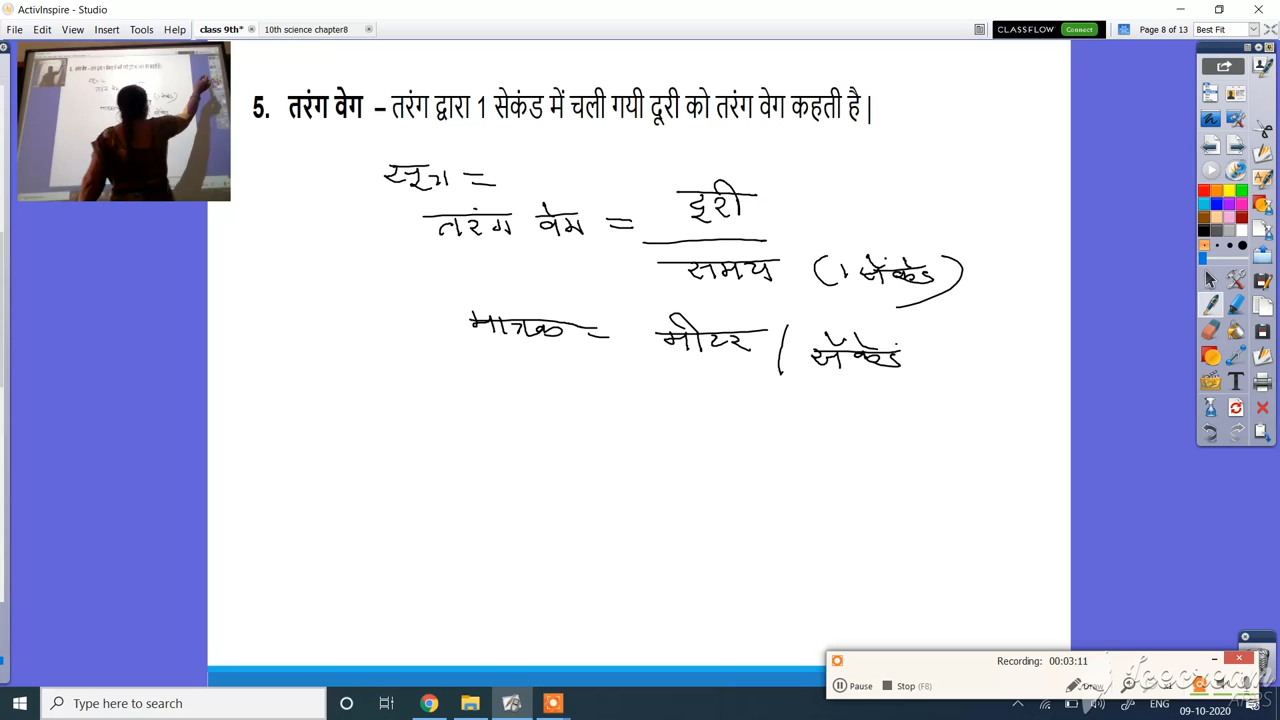 ActivInspire - Studio
File Edit View Insert Tools Help class 9th* 10th science chapter8 CLASSFLOW Connect Page 8 of 13 Best Fit
5. तरंग वेग – तरंग द्वारा 1 सेकंड में चली गयी दूरी को तरंग वेग कहती है |
सूत्र =
तरंग वेग = दूरी
समय (1 सेकेंड)
मात्रक = मीटर / सेकेंड
Recording: 00:03:11
Pause Stop (F8) Draw
Type here to search
ENG
09-10-2020